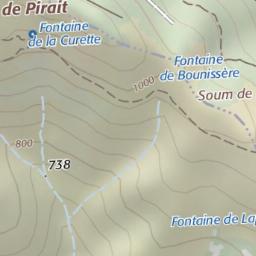 de Pirait
Fontaine
de la Curette
Fontaine
de Bounissère
1000
Soum de
800
738
Fontaine de La